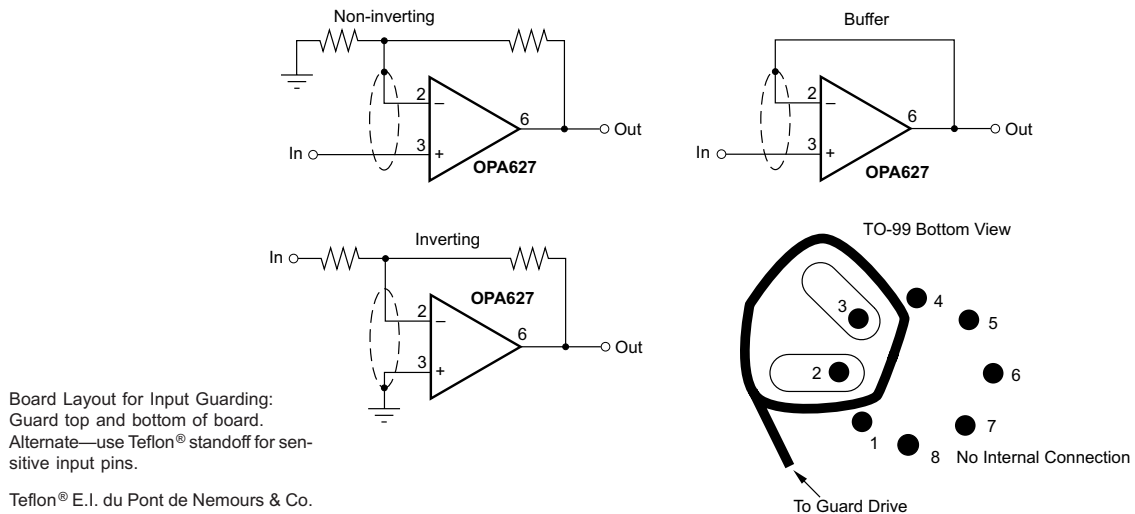 Non-inverting
2
–
3
+
6
In
Out
OPA627
Buffer
2
–
3
+
6
In
Out
OPA627
Inverting
In
2
–
3
+
6
Out
OPA627
TO-99 Bottom View
3
4
5
2
6
7
1
8
No Internal Connection
To Guard Drive
Board Layout for Input Guarding:
Guard top and bottom of board.
Alternate—use Teflon® standoff for sen-
sitive input pins.
Teflon® E.I. du Pont de Nemours & Co.